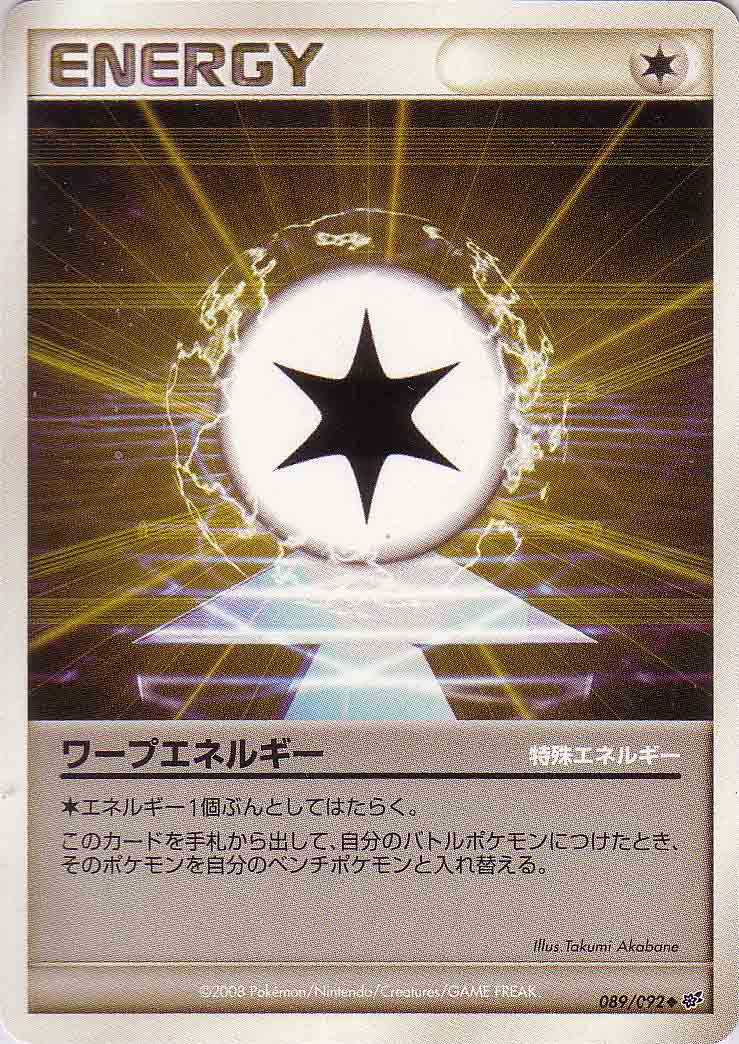 ENERGY
ワープエネルギー
特殊エネルギー
✶エネルギー1個ぶんとしてはたらく。
このカードを手札から出して、自分のバトルポケモンにつけたとき、
そのポケモンを自分のベンチポケモンと入れ替える。
Illus.Takumi Akabane
©2008 Pokémon/Nintendo/Creatures/GAME FREAK.
089/092◆